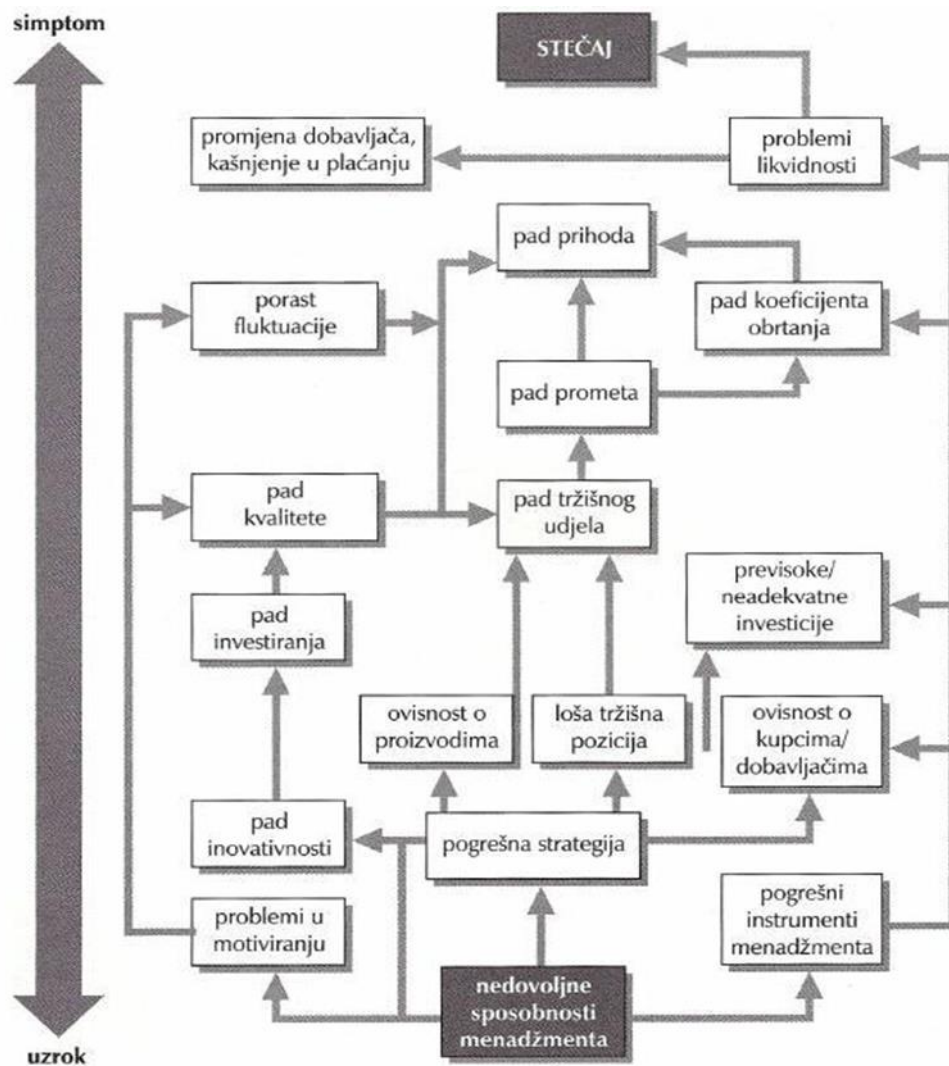 simptom
STEČAJ
promjena dobavljača,
kašnjenje u plaćanju
problemi
likvidnosti
pad prihoda
porast
fluktuacije
pad koeficijenta
obrtanja
pad prometa
pad
kvalitete
pad tržišnog
udjela
previsoke/
neadekvatne
investicije
pad
investiranja
ovisnost o
proizvodima
loša tržišna
pozicija
ovisnost o
kupcima/
dobavljačima
pad
inovativnosti
pogrešna strategija
problemi u
motiviranju
pogrešni
instrumenti
menadžmenta
nedovoljne
sposobnosti
menadžmenta
uzrok